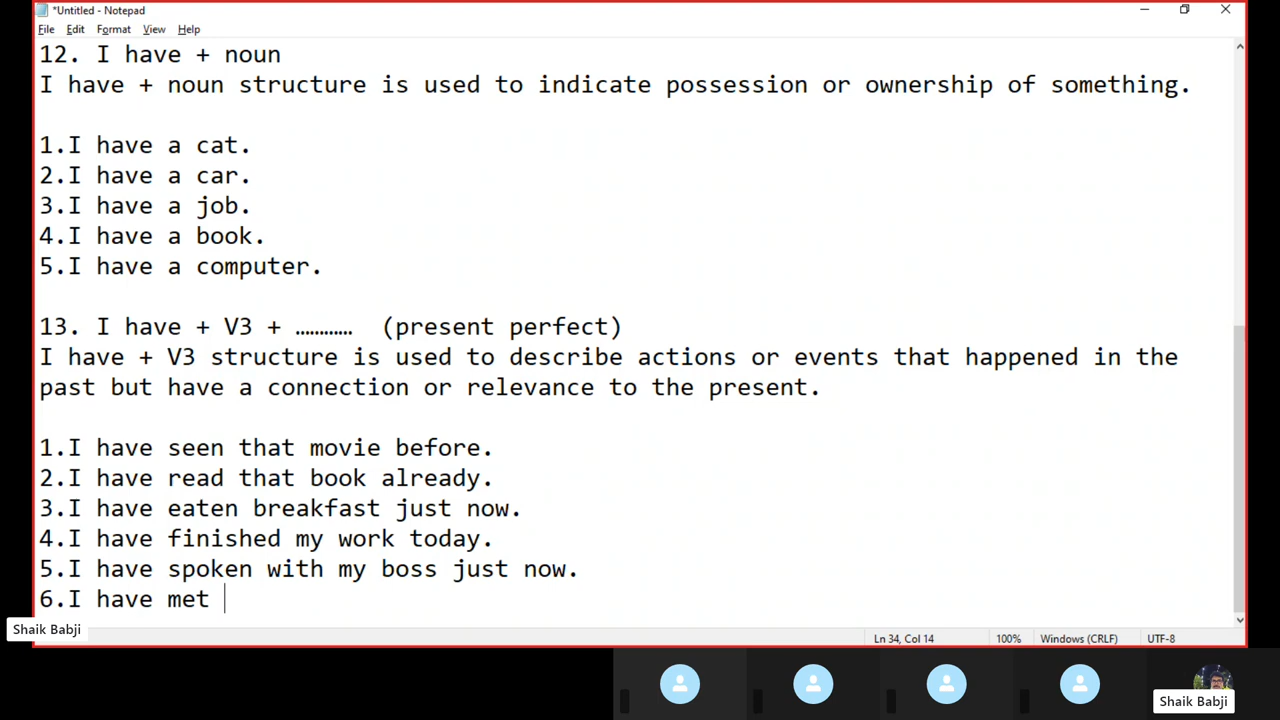 *Untitled - Notepad
File Edit Format View Help
12. I have + noun
I have + noun structure is used to indicate possession or ownership of something.
1.I have a cat.
2.I have a car.
3.I have a job.
4.I have a book.
5.I have a computer.
13. I have + V3 + ………… (present perfect)
I have + V3 structure is used to describe actions or events that happened in the
past but have a connection or relevance to the present.
1.I have seen that movie before.
2.I have read that book already.
3.I have eaten breakfast just now.
4.I have finished my work today.
5.I have spoken with my boss just now.
6.I have met
Shaik Babji
Ln 34, Col 14 100% Windows (CRLF) UTF-8
Shaik Babji